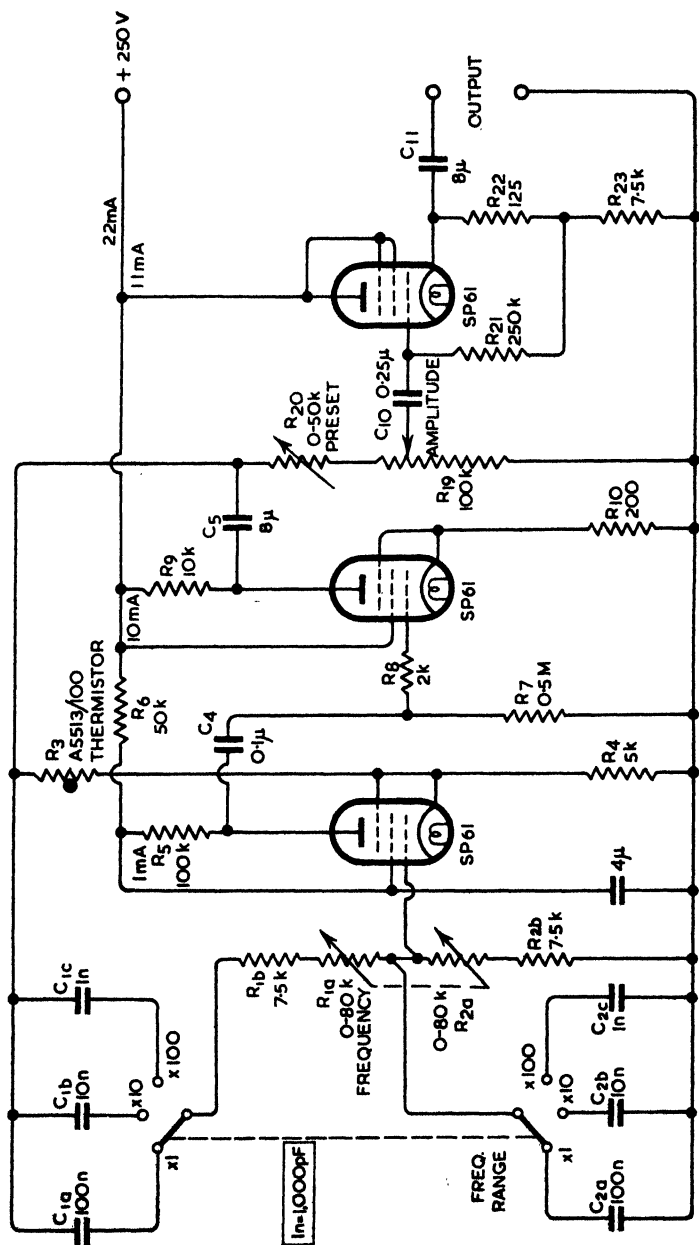 C1a
100n
C1b
10n
C1c
1n
x1
x10
x100
R1b
7·5k
R1a
0-80k
FREQUENCY
0-80k
R2a
R2b
7·5k
1n=1,000pF
FREQ.
RANGE
x100
x10
x1
C2a
100n
C2b
10n
C2c
1n
4μ
R3
A5513/100
THERMISTOR
1mA
R5
100k
R6
50k
C4
0·1μ
SP61
R4
5k
R7
0·5M
R8
2k
10mA
R9
10k
C5
8μ
SP61
R10
200
R20
0-50k
PRESET
R19
100k
AMPLITUDE
C10
0·25μ
11mA
22mA
+250V
SP61
R21
250k
R22
125
R23
7·5k
C11
8μ
OUTPUT